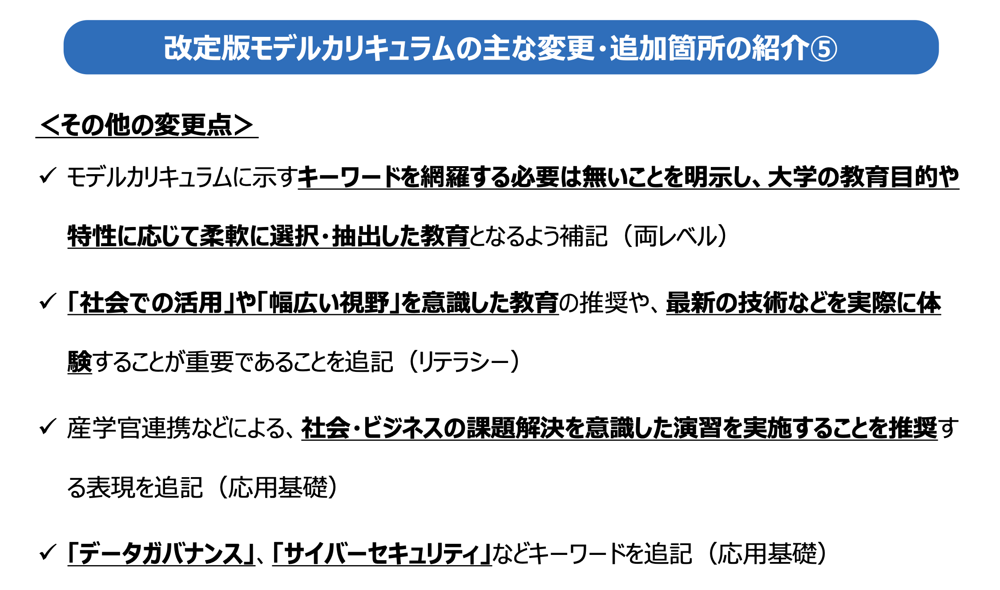 改定版モデルカリキュラムの主な変更・追加箇所の紹介⑤
＜その他の変更点＞
✓ モデルカリキュラムに示すキーワードを網羅する必要は無いことを明示し、大学の教育目的や
特性に応じて柔軟に選択・抽出した教育となるよう補記（両レベル）
✓ 「社会での活用」や「幅広い視野」を意識した教育の推奨や、最新の技術などを実際に体
験することが重要であることを追記（リテラシー）
✓ 産学官連携などによる、社会・ビジネスの課題解決を意識した演習を実施することを推奨す
る表現を追記（応用基礎）
✓ 「データガバナンス」、「サイバーセキュリティ」などキーワードを追記（応用基礎）